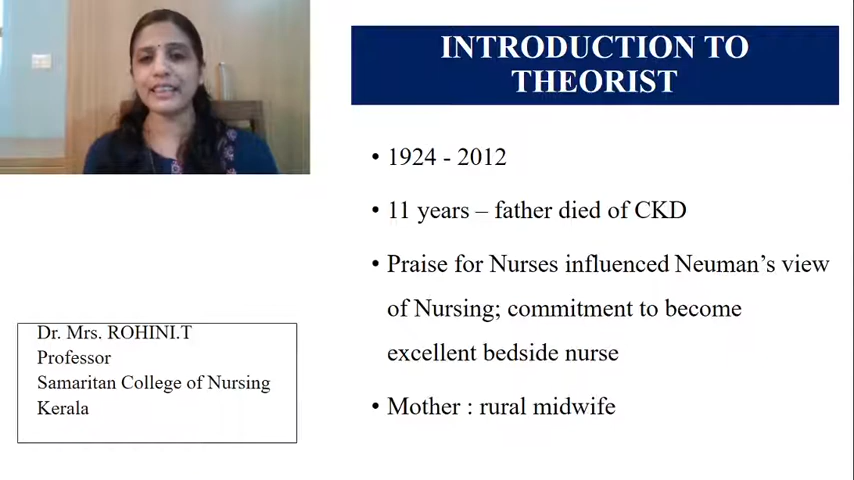 INTRODUCTION TO
THEORIST
• 1924 - 2012
• 11 years – father died of CKD
• Praise for Nurses influenced Neuman’s view
of Nursing; commitment to become
excellent bedside nurse
• Mother : rural midwife
Dr. Mrs. ROHINI.T
Professor
Samaritan College of Nursing
Kerala